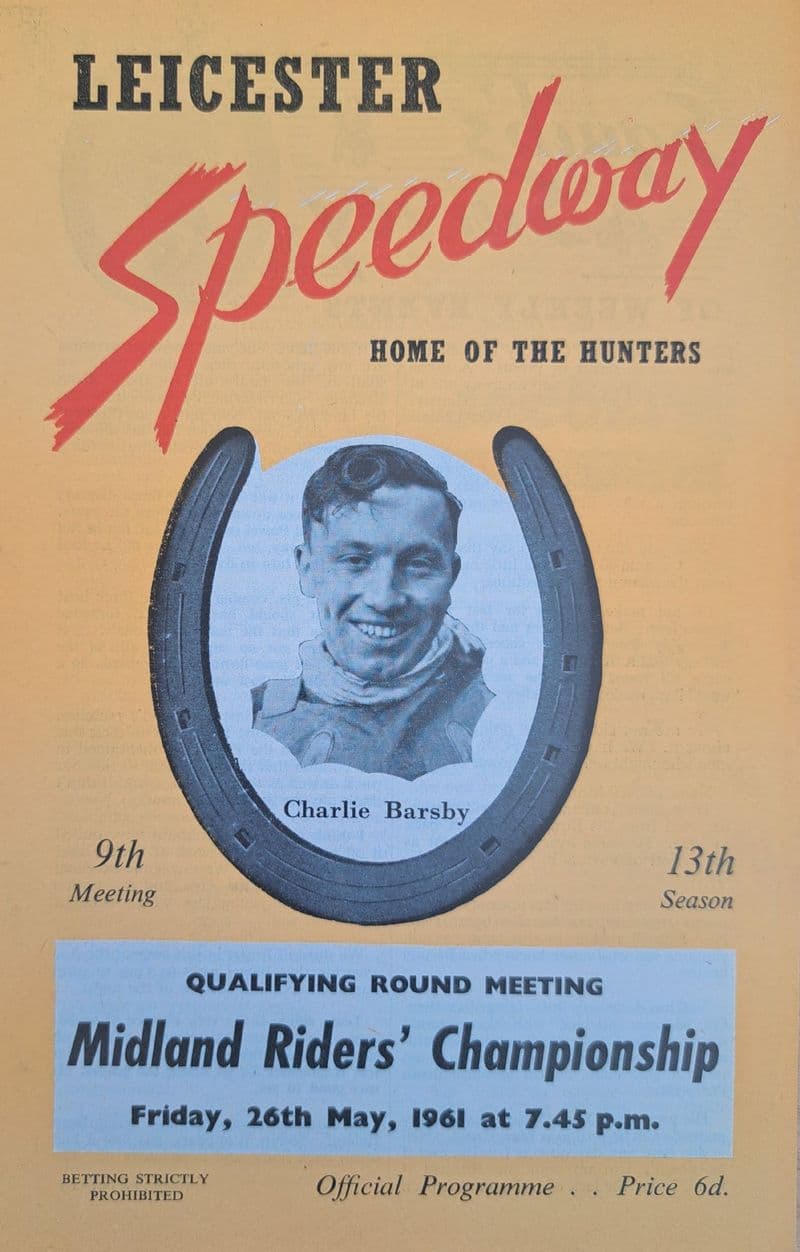 LEICESTER
Speedway
HOME OF THE HUNTERS
Charlie Barsby
9th
Meeting
13th
Season
QUALIFYING ROUND MEETING
Midland Riders' Championship
Friday, 26th May, 1961 at 7.45 p.m.
BETTING STRICTLY
PROHIBITED
Official Programme . . Price 6d.